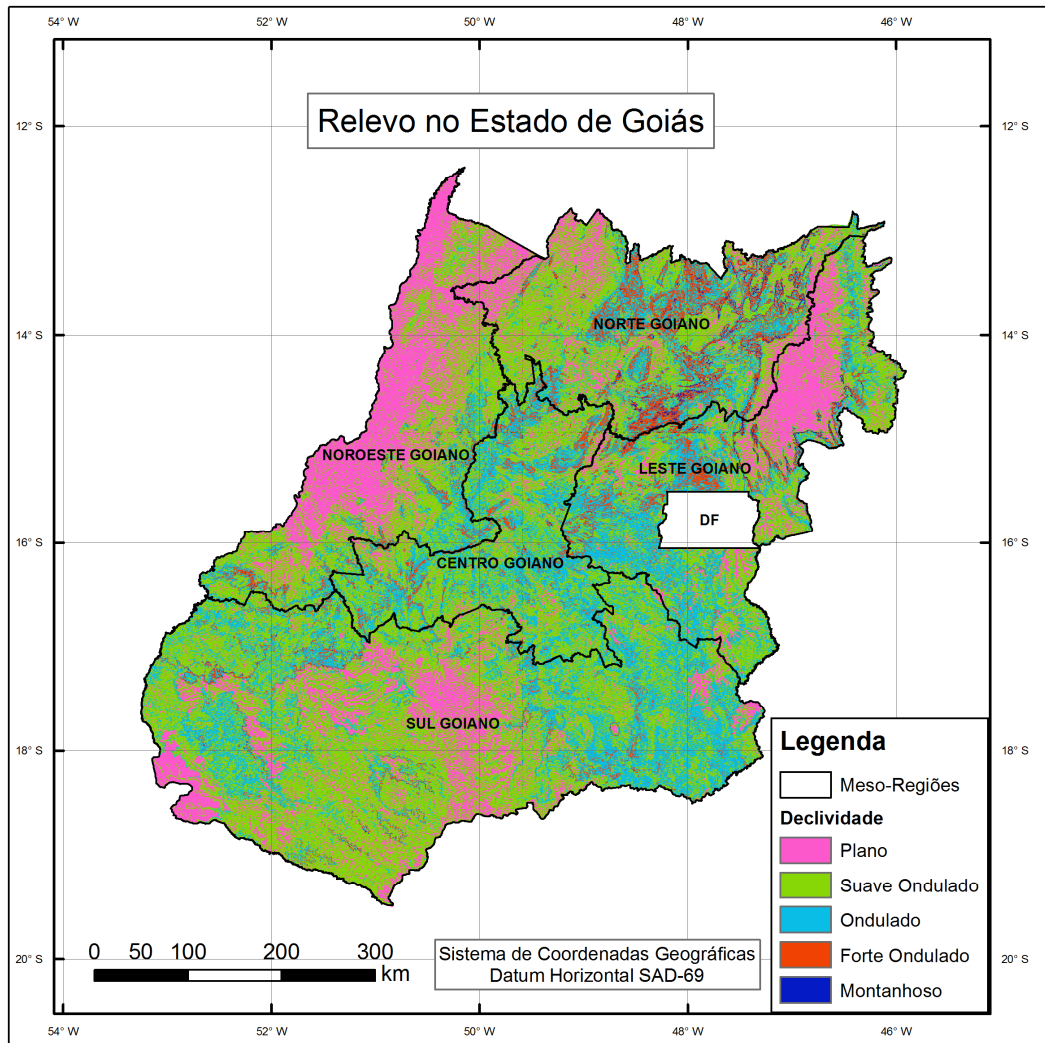 54° W 52° W 50° W 48° W 46° W
Relevo no Estado de Goiás
12° S 12° S
NORTE GOIANO
14° S 14° S
NOROESTE GOIANO
LESTE GOIANO
DF
16° S 16° S
CENTRO GOIANO
SUL GOIANO
18° S 18° S
Legenda
Meso-Regiões
Declividade
Plano
Suave Ondulado
Ondulado
Forte Ondulado
Montanhoso
0 50 100 200 300
km
Sistema de Coordenadas Geográficas
Datum Horizontal SAD-69
20° S 20° S
54° W 52° W 50° W 48° W 46° W